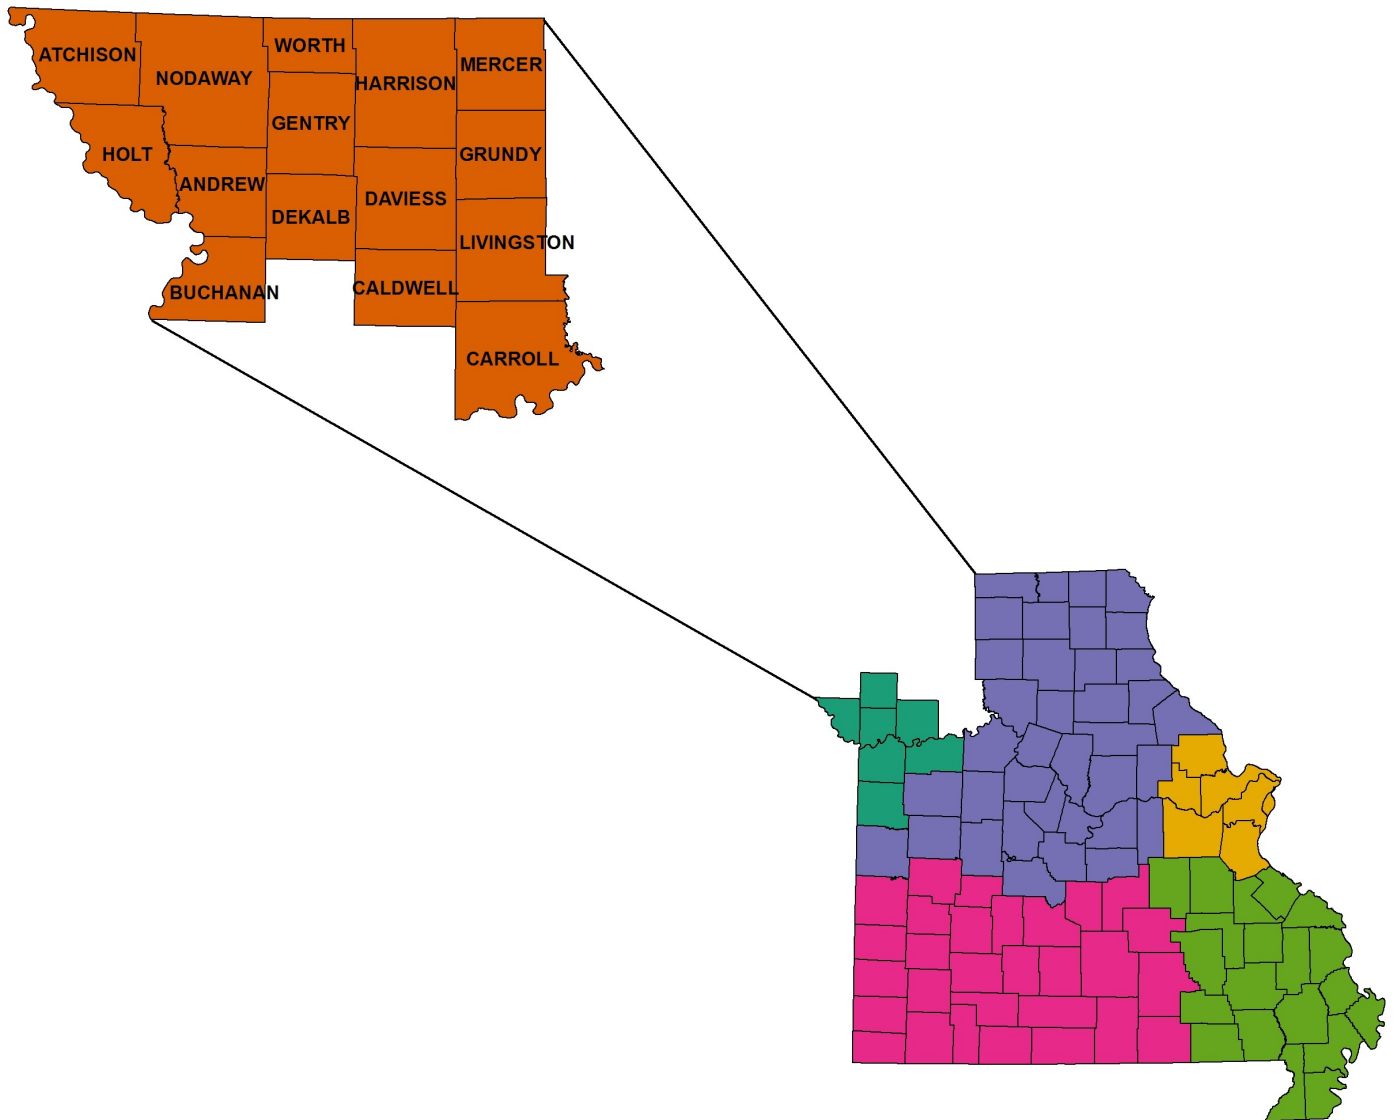 ATCHISON
NODAWAY
WORTH
HARRISON
MERCER
GENTRY
HOLT
GRUNDY
ANDREW
DAVIESS
DEKALB
LIVINGSTON
BUCHANAN
CALDWELL
CARROLL